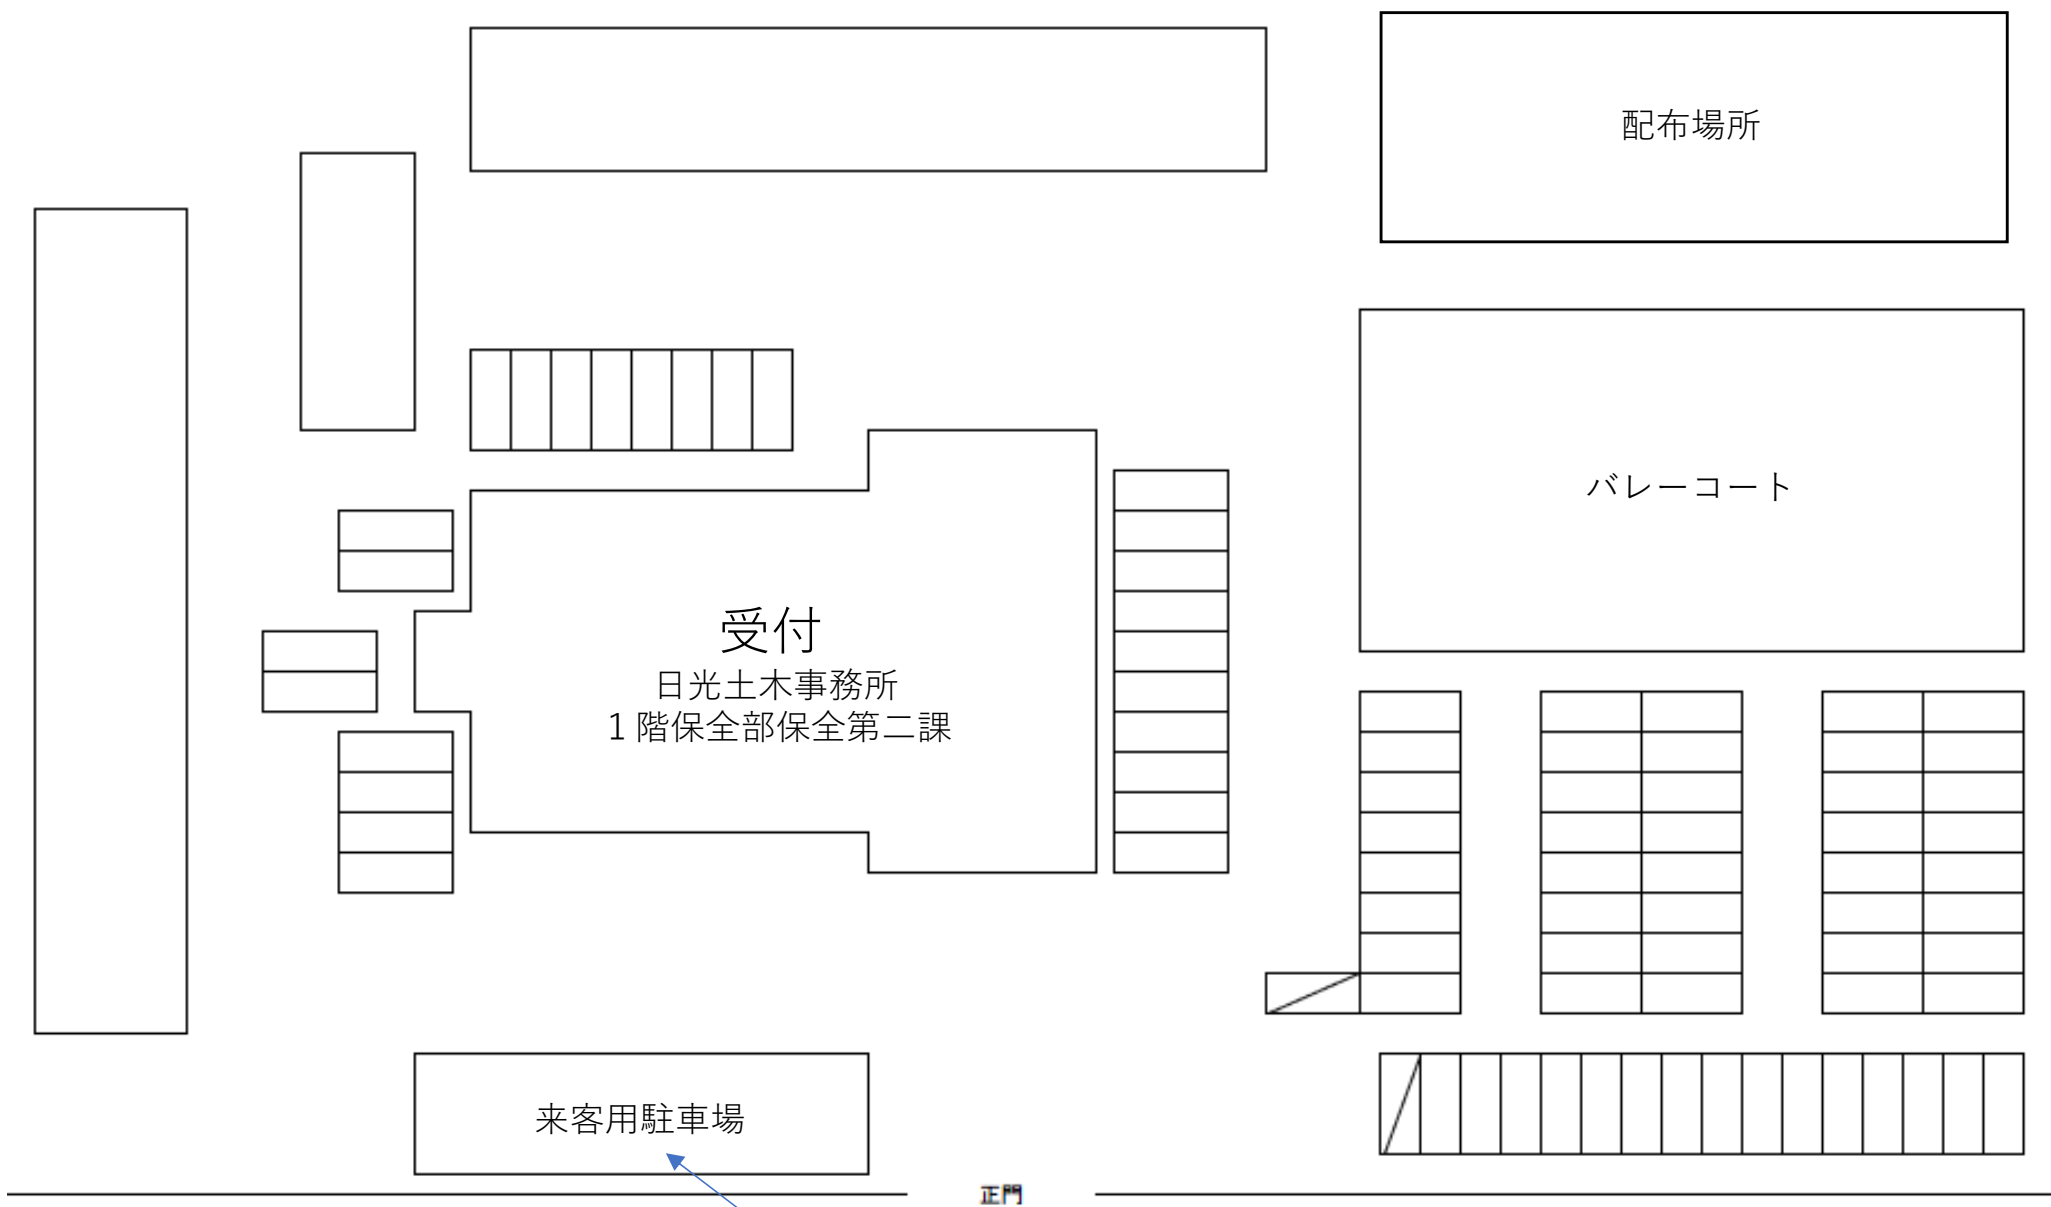 配布場所
バレーコート
受付
日光土木事務所
１階保全部保全第二課
来客用駐車場
正門